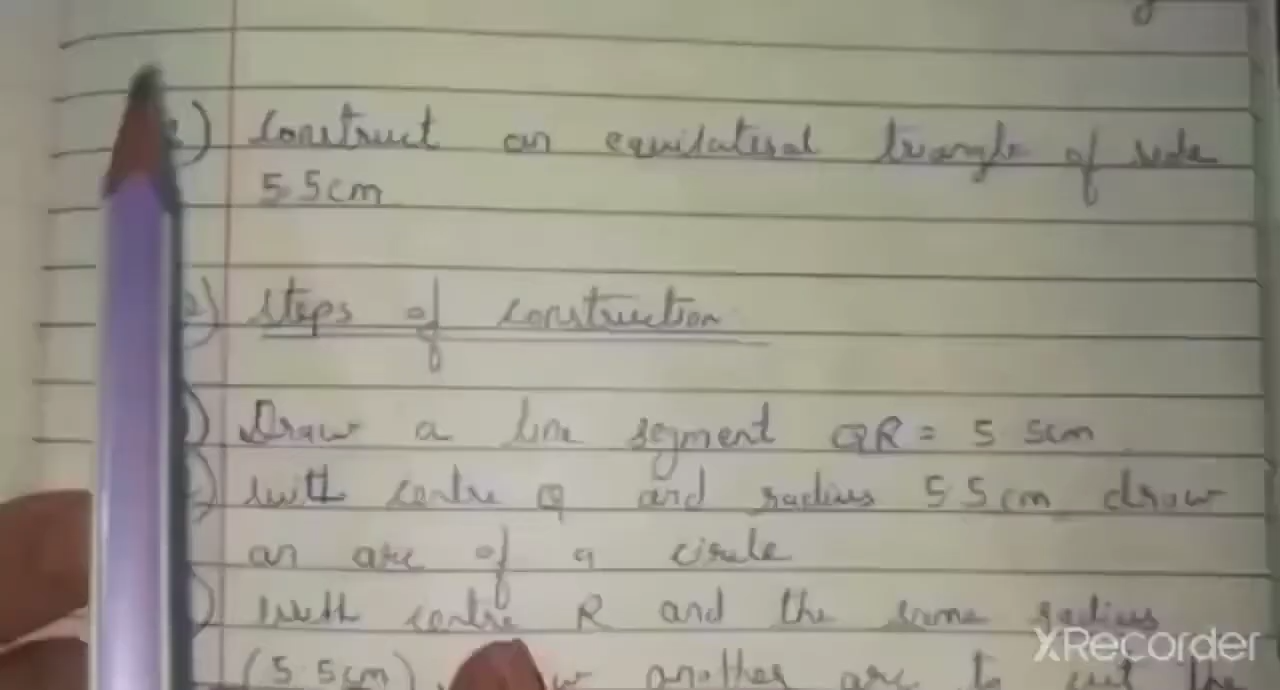 ) Construct an equilateral triangle of side
5.5cm
) Steps of construction
) Draw a line segment QR = 5.5cm
) with centre Q and radius 5.5cm draw
an arc of a circle
) with centre R and the same radius
(5.5cm) another arc to cut the
XRecorder